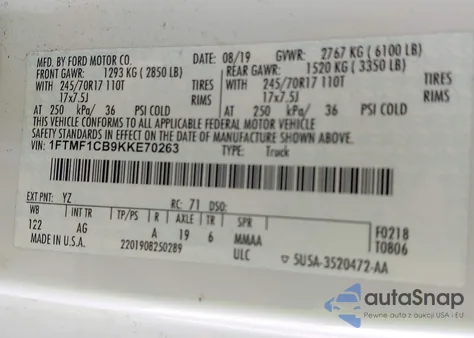 MFD. BY FORD MOTOR CO. DATE: 08/19 GVWR: 2767 KG ( 6100 LB)
FRONT GAWR: 1293 KG ( 2850 LB) REAR GAWR: 1520 KG ( 3350 LB)
WITH 245/70R17 110T TIRES WITH 245/70R17 110T TIRES
17x7.5J RIMS 17x7.5J RIMS
AT 250 kPa/ 36 PSI COLD AT 250 kPa/ 36 PSI COLD
THIS VEHICLE CONFORMS TO ALL APPLICABLE FEDERAL MOTOR VEHICLE
SAFETY STANDARDS IN EFFECT ON THE DATE OF MANUFACTURE SHOWN ABOVE.
VIN: 1FTMF1CB9KKE70263 TYPE: Truck
EXT PNT: YZ RC: 71 DSO:
WB INT TR TP/PS R AXLE TR SPR F0218
122 AG A 19 6 MMAA T0806
MADE IN U.S.A. 2201908250289 ULC 5U5A-3520472-AA
autoSnap
Pewne auta z aukcji USA i EU